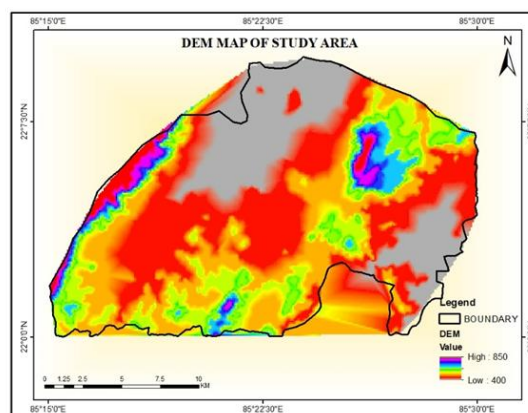 85°15'0"E 85°22'30"E 85°30'0"E
DEM MAP OF STUDY AREA
N
22°7'30"N
22°0'0"N
Legend
BOUNDARY
DEM
Value
High : 850
Low : 400
0 1.25 2.5 5 7.5 10
KM
85°15'0"E 85°22'30"E 85°30'0"E